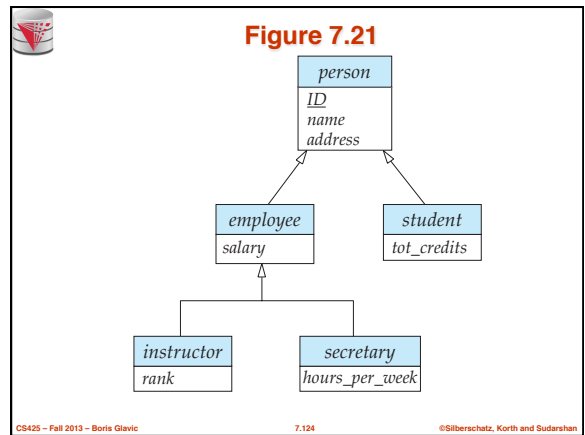 Figure 7.21
person
ID
name
address
employee
salary
student
tot_credits
instructor
rank
secretary
hours_per_week
CS425 – Fall 2013 – Boris Glavic
7.124
©Silberschatz, Korth and Sudarshan